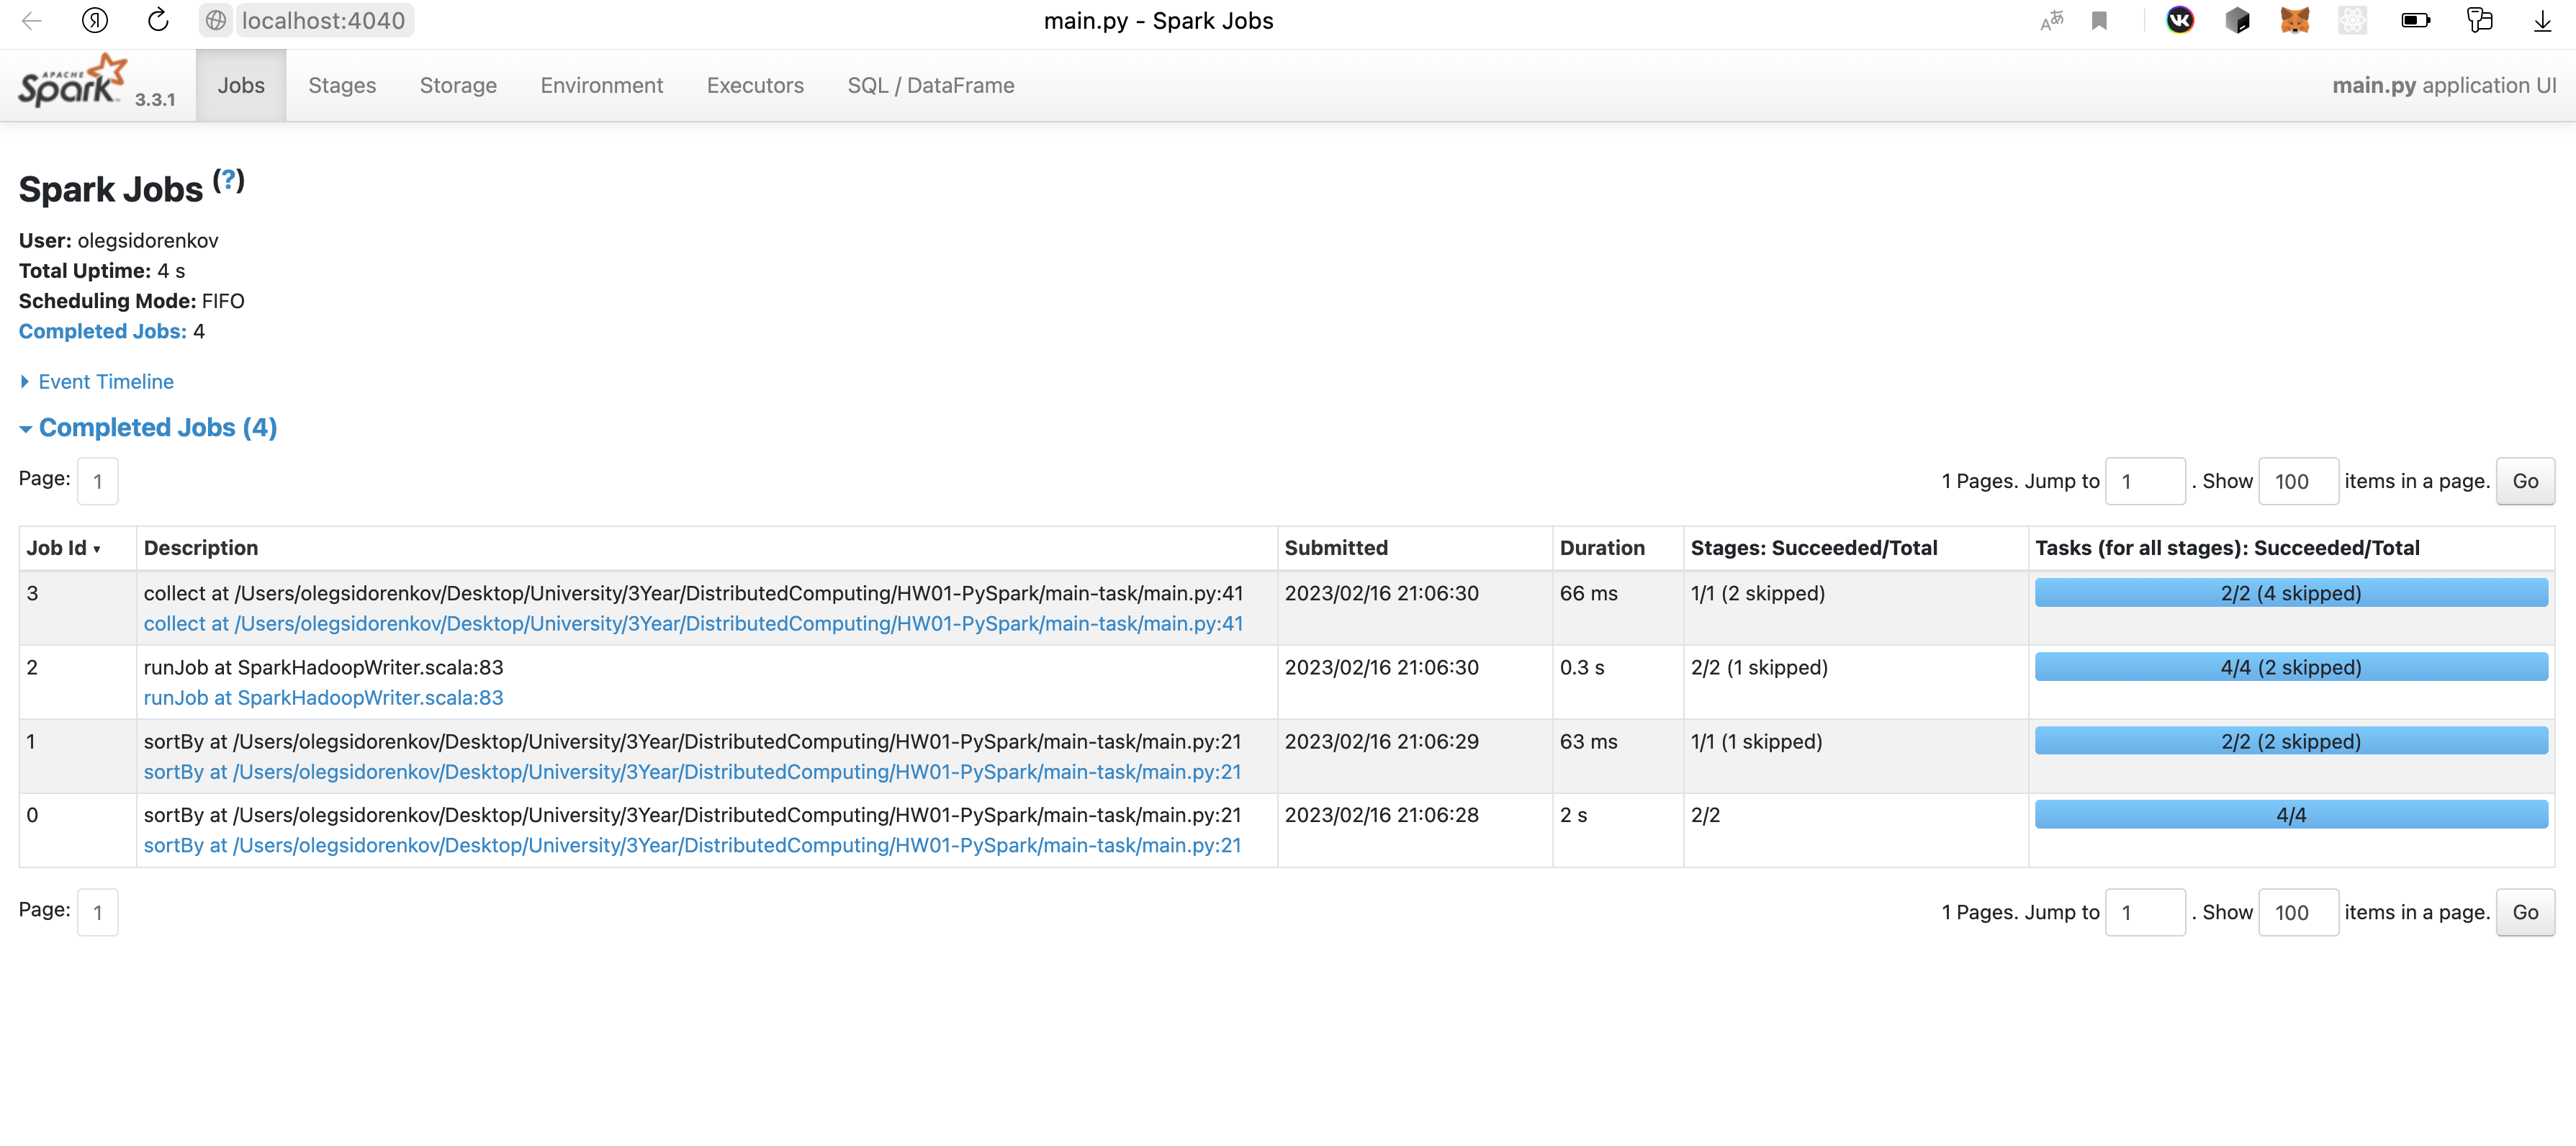 localhost:4040
main.py - Spark Jobs
APACHE Spark 3.3.1
Jobs Stages Storage Environment Executors SQL / DataFrame
main.py application UI
Spark Jobs (?)
User: olegsidorenkov
Total Uptime: 4 s
Scheduling Mode: FIFO
Completed Jobs: 4
Event Timeline
Completed Jobs (4)
Page: 1
1 Pages. Jump to 1 . Show 100 items in a page. Go
Job Id ▾ Description Submitted Duration Stages: Succeeded/Total Tasks (for all stages): Succeeded/Total
3 collect at /Users/olegsidorenkov/Desktop/University/3Year/DistributedComputing/HW01-PySpark/main-task/main.py:41 2023/02/16 21:06:30 66 ms 1/1 (2 skipped) 2/2 (4 skipped)
collect at /Users/olegsidorenkov/Desktop/University/3Year/DistributedComputing/HW01-PySpark/main-task/main.py:41
2 runJob at SparkHadoopWriter.scala:83 2023/02/16 21:06:30 0.3 s 2/2 (1 skipped) 4/4 (2 skipped)
runJob at SparkHadoopWriter.scala:83
1 sortBy at /Users/olegsidorenkov/Desktop/University/3Year/DistributedComputing/HW01-PySpark/main-task/main.py:21 2023/02/16 21:06:29 63 ms 1/1 (1 skipped) 2/2 (2 skipped)
sortBy at /Users/olegsidorenkov/Desktop/University/3Year/DistributedComputing/HW01-PySpark/main-task/main.py:21
0 sortBy at /Users/olegsidorenkov/Desktop/University/3Year/DistributedComputing/HW01-PySpark/main-task/main.py:21 2023/02/16 21:06:28 2 s 2/2 4/4
sortBy at /Users/olegsidorenkov/Desktop/University/3Year/DistributedComputing/HW01-PySpark/main-task/main.py:21
Page: 1
1 Pages. Jump to 1 . Show 100 items in a page. Go